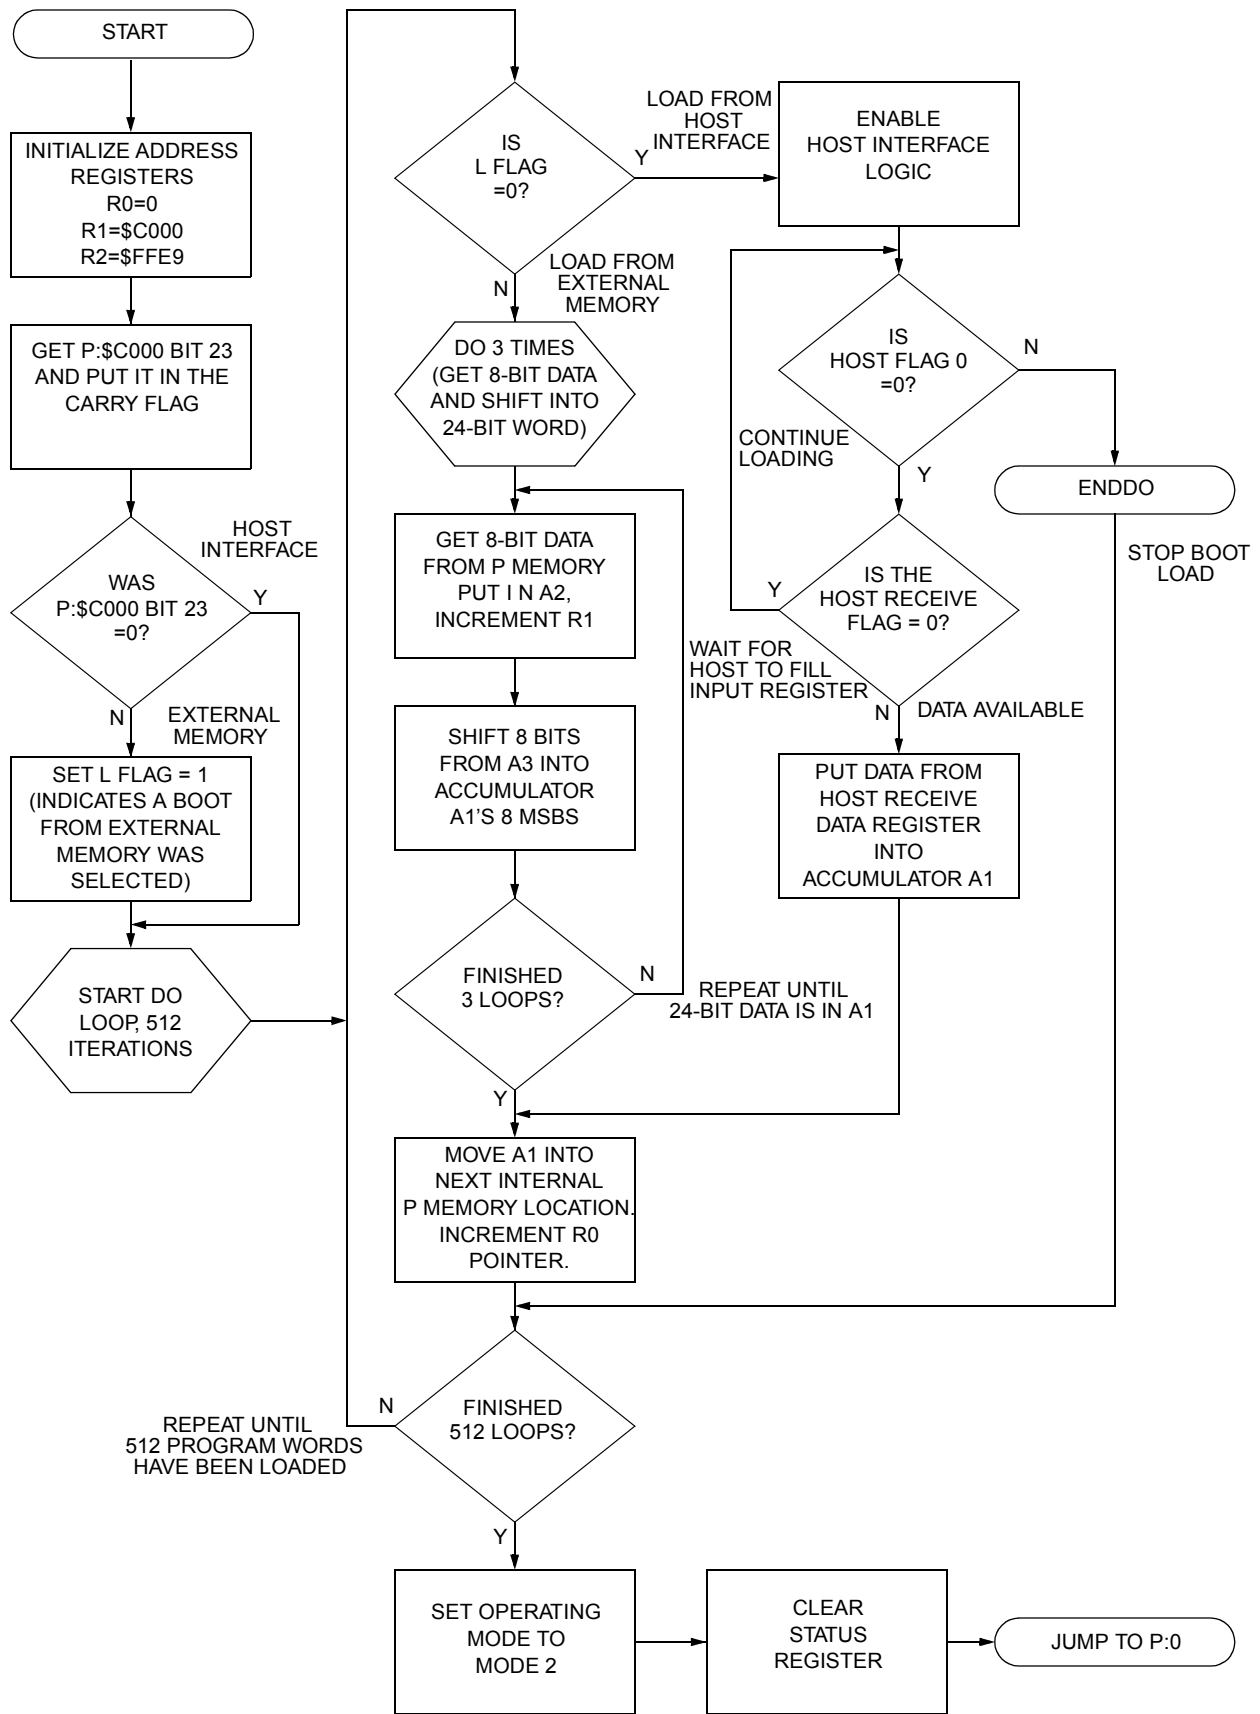 START
INITIALIZE ADDRESS
REGISTERS
R0=0
R1=$C000
R2=$FFE9
GET P:$C000 BIT 23
AND PUT IT IN THE
CARRY FLAG
HOST
INTERFACE
WAS
P:$C000 BIT 23
=0?
Y
N
EXTERNAL
MEMORY
SET L FLAG = 1
(INDICATES A BOOT
FROM EXTERNAL
MEMORY WAS
SELECTED)
START DO
LOOP, 512
ITERATIONS
IS
L FLAG
=0?
Y
LOAD FROM
HOST
INTERFACE
N
LOAD FROM
EXTERNAL
MEMORY
DO 3 TIMES
(GET 8-BIT DATA
AND SHIFT INTO
24-BIT WORD)
GET 8-BIT DATA
FROM P MEMORY
PUT I N A2,
INCREMENT R1
SHIFT 8 BITS
FROM A3 INTO
ACCUMULATOR
A1'S 8 MSBS
FINISHED
3 LOOPS?
N
REPEAT UNTIL
24-BIT DATA IS IN A1
Y
MOVE A1 INTO
NEXT INTERNAL
P MEMORY LOCATION.
INCREMENT R0
POINTER.
FINISHED
512 LOOPS?
N
REPEAT UNTIL
512 PROGRAM WORDS
HAVE BEEN LOADED
Y
SET OPERATING
MODE TO
MODE 2
CLEAR
STATUS
REGISTER
JUMP TO P:0
ENABLE
HOST INTERFACE
LOGIC
IS
HOST FLAG 0
=0?
N
CONTINUE
LOADING
Y
ENDDO
STOP BOOT
LOAD
IS THE
HOST RECEIVE
FLAG = 0?
Y
WAIT FOR
HOST TO FILL
INPUT REGISTER
N
DATA AVAILABLE
PUT DATA FROM
HOST RECEIVE
DATA REGISTER
INTO
ACCUMULATOR A1